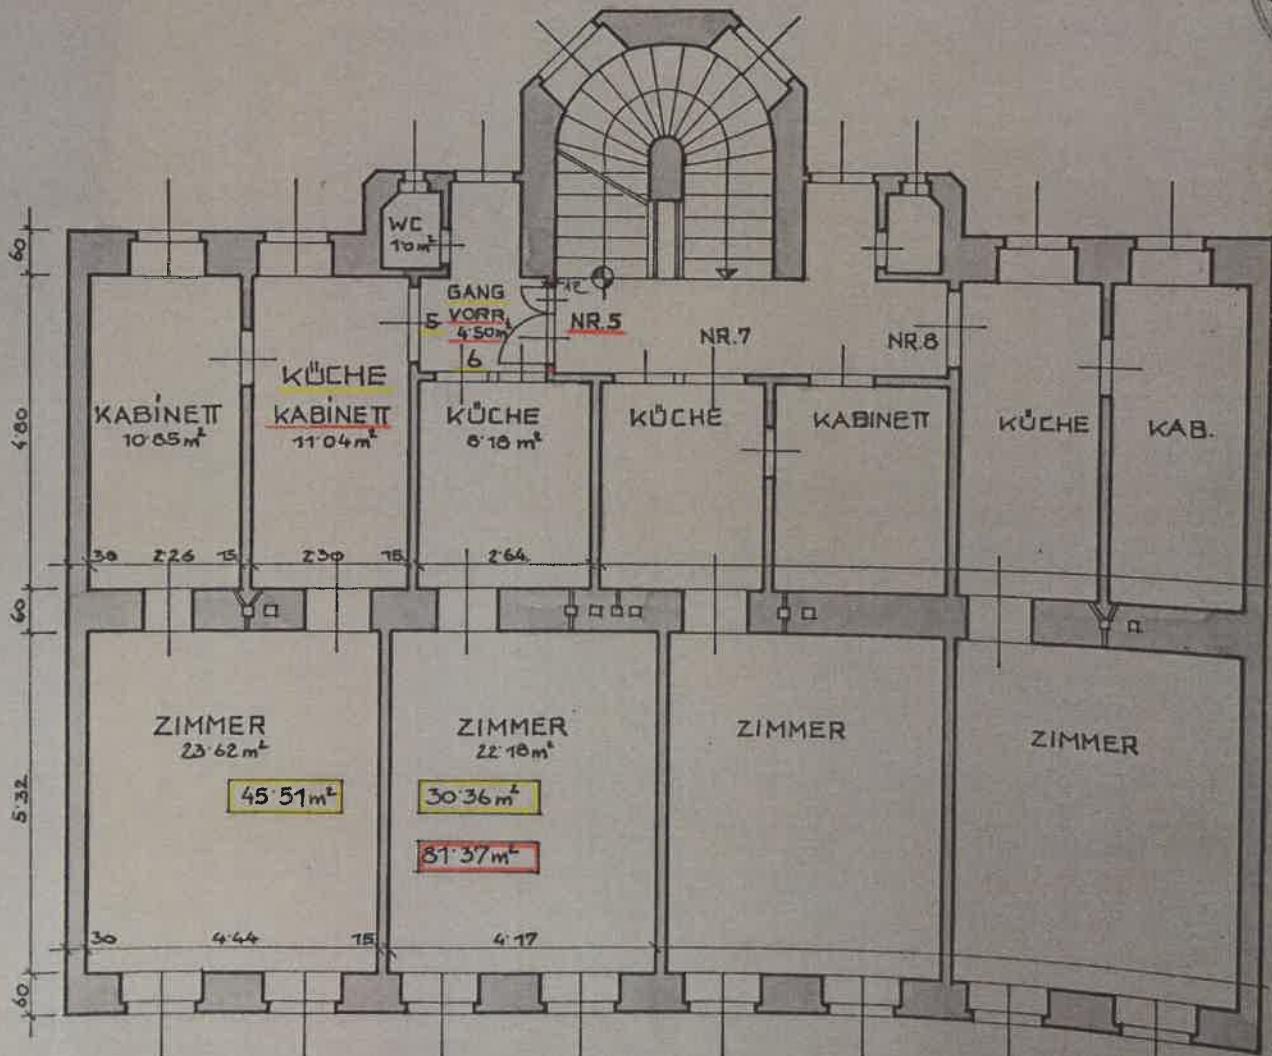 WC
1·0 m²
60
GANG
VORR.
4·50 m²
5
6
12
NR.5
NR.7
NR.8
KÜCHE
KABINETT
10·85 m²
KABINETT
11·04 m²
KÜCHE
8·18 m²
KÜCHE
KABINETT
KÜCHE
KAB.
4·80
30 2·26 15 2·30 15 2·64
60
ZIMMER
23·62 m²
ZIMMER
22·18 m²
ZIMMER
ZIMMER
45·51 m²
30·36 m²
81·37 m²
5·32
30 4·44 15 4·17
60